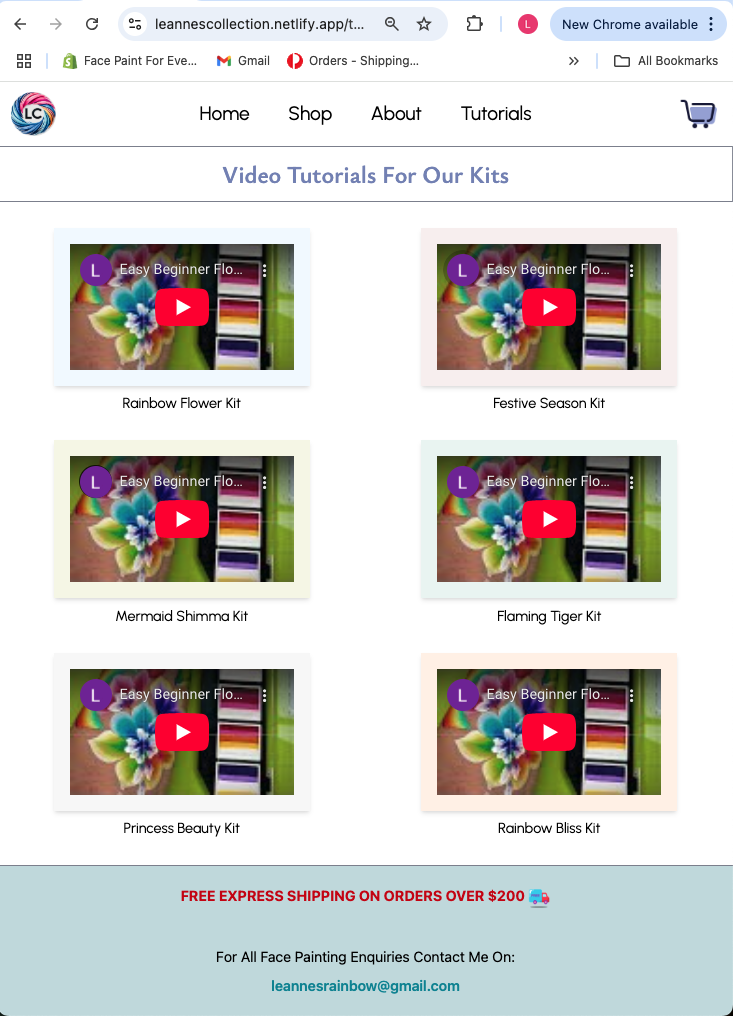 leannescollection.netlify.app/t...
L
New Chrome available
Face Paint For Eve...
Gmail
Orders - Shipping...
»
All Bookmarks
LC
Home
Shop
About
Tutorials
Video Tutorials For Our Kits
L Easy Beginner Flo...
L Easy Beginner Flo...
Rainbow Flower Kit
Festive Season Kit
L Easy Beginner Flo...
L Easy Beginner Flo...
Mermaid Shimma Kit
Flaming Tiger Kit
L Easy Beginner Flo...
L Easy Beginner Flo...
Princess Beauty Kit
Rainbow Bliss Kit
FREE EXPRESS SHIPPING ON ORDERS OVER $200
For All Face Painting Enquiries Contact Me On:
leannesrainbow@gmail.com